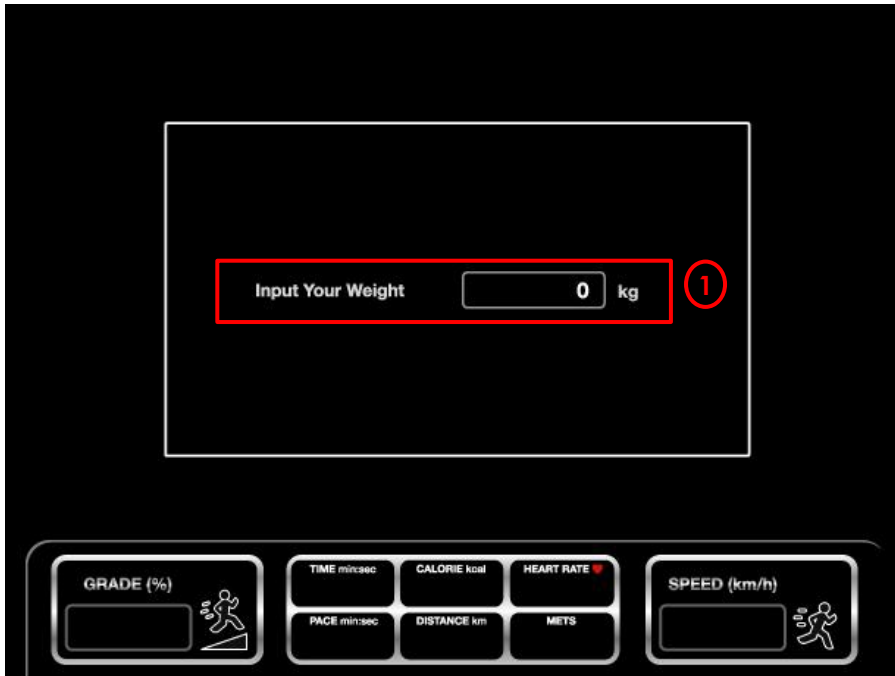 Input Your Weight 0 kg
1
GRADE (%)
TIME min:sec CALORIE kcal HEART RATE
PACE min:sec DISTANCE km METS
SPEED (km/h)